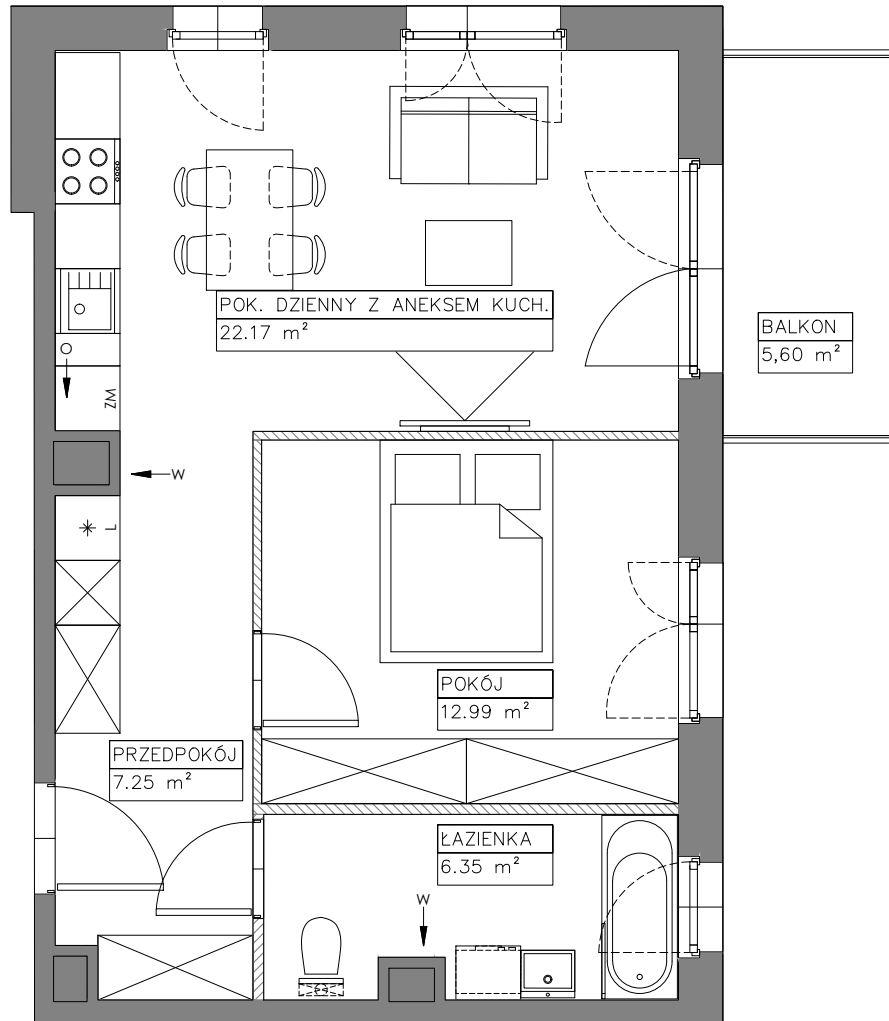 POK. DZIENNY Z ANEKSEM KUCH.
22.17 m²
BALKON
5,60 m²
ZM
W
L
POKÓJ
12.99 m²
PRZEDPOKÓJ
7.25 m²
ŁAZIENKA
6.35 m²
W